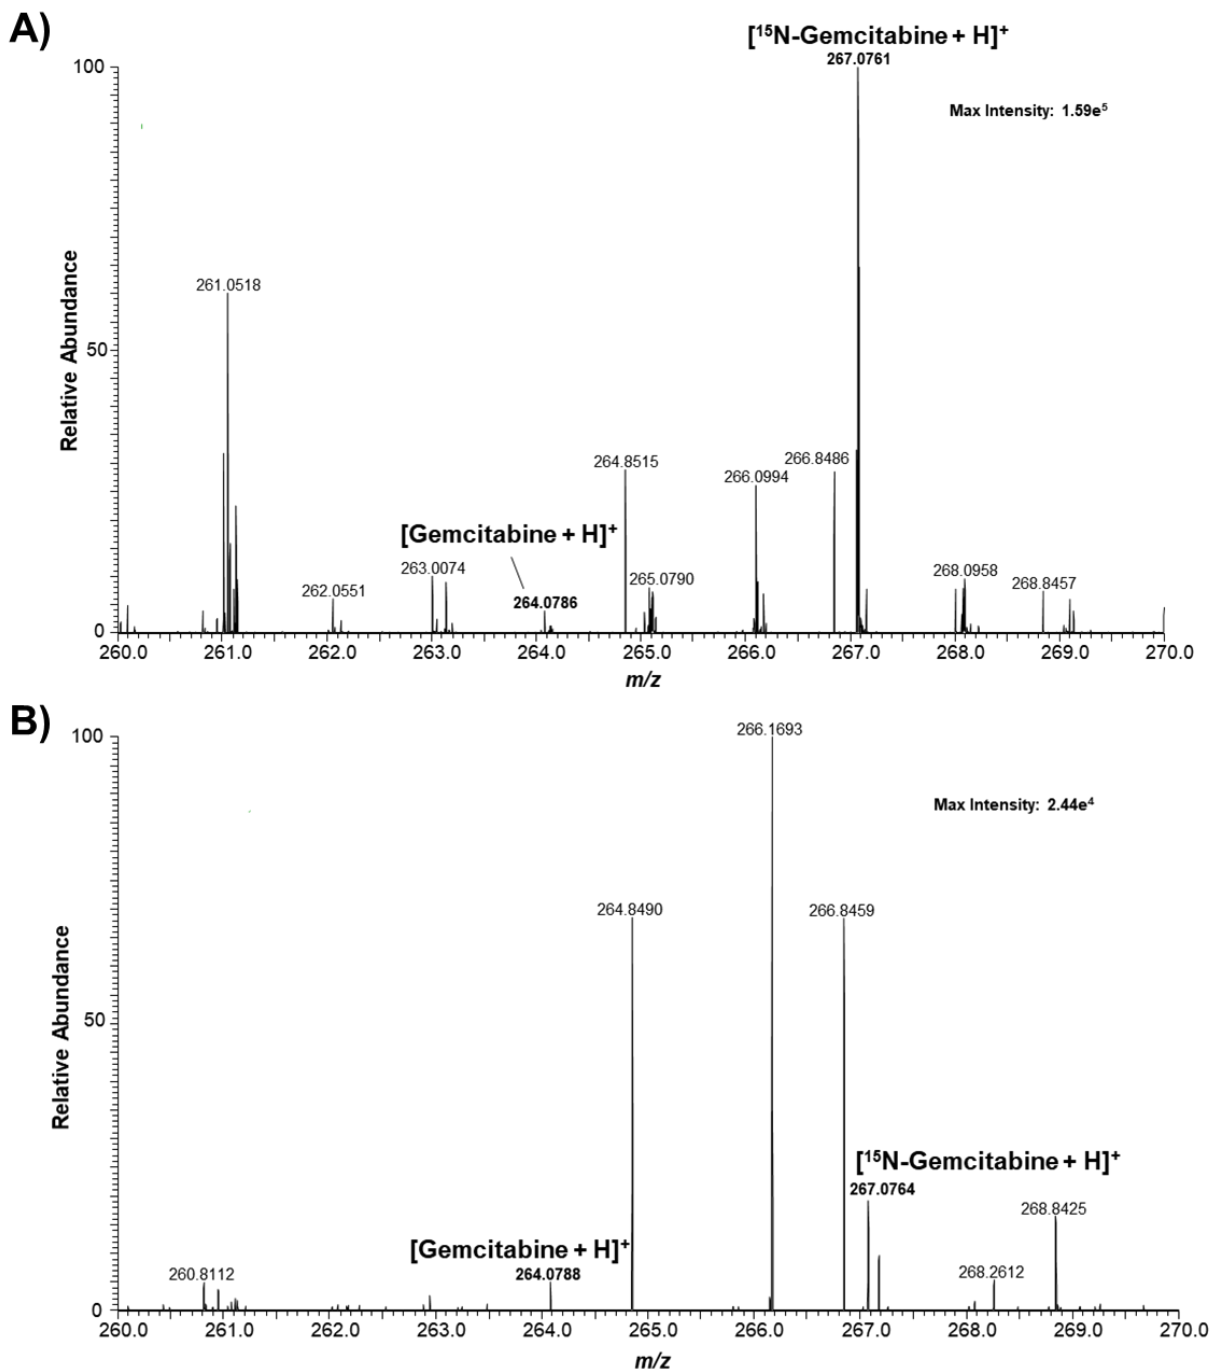 A)
[¹⁵N-Gemcitabine + H]⁺
267.0761
100
Max Intensity: 1.59e⁵
261.0518
50
Relative Abundance
264.8515
266.8486
266.0994
[Gemcitabine + H]⁺
263.0074
265.0790
268.0958
268.8457
262.0551
264.0786
0
260.0 261.0 262.0 263.0 264.0 265.0 266.0 267.0 268.0 269.0 270.0
m/z
B)
100
266.1693
Max Intensity: 2.44e⁴
264.8490
266.8459
50
Relative Abundance
[¹⁵N-Gemcitabine + H]⁺
267.0764
268.8425
[Gemcitabine + H]⁺
260.8112
264.0788
268.2612
0
260.0 261.0 262.0 263.0 264.0 265.0 266.0 267.0 268.0 269.0 270.0
m/z